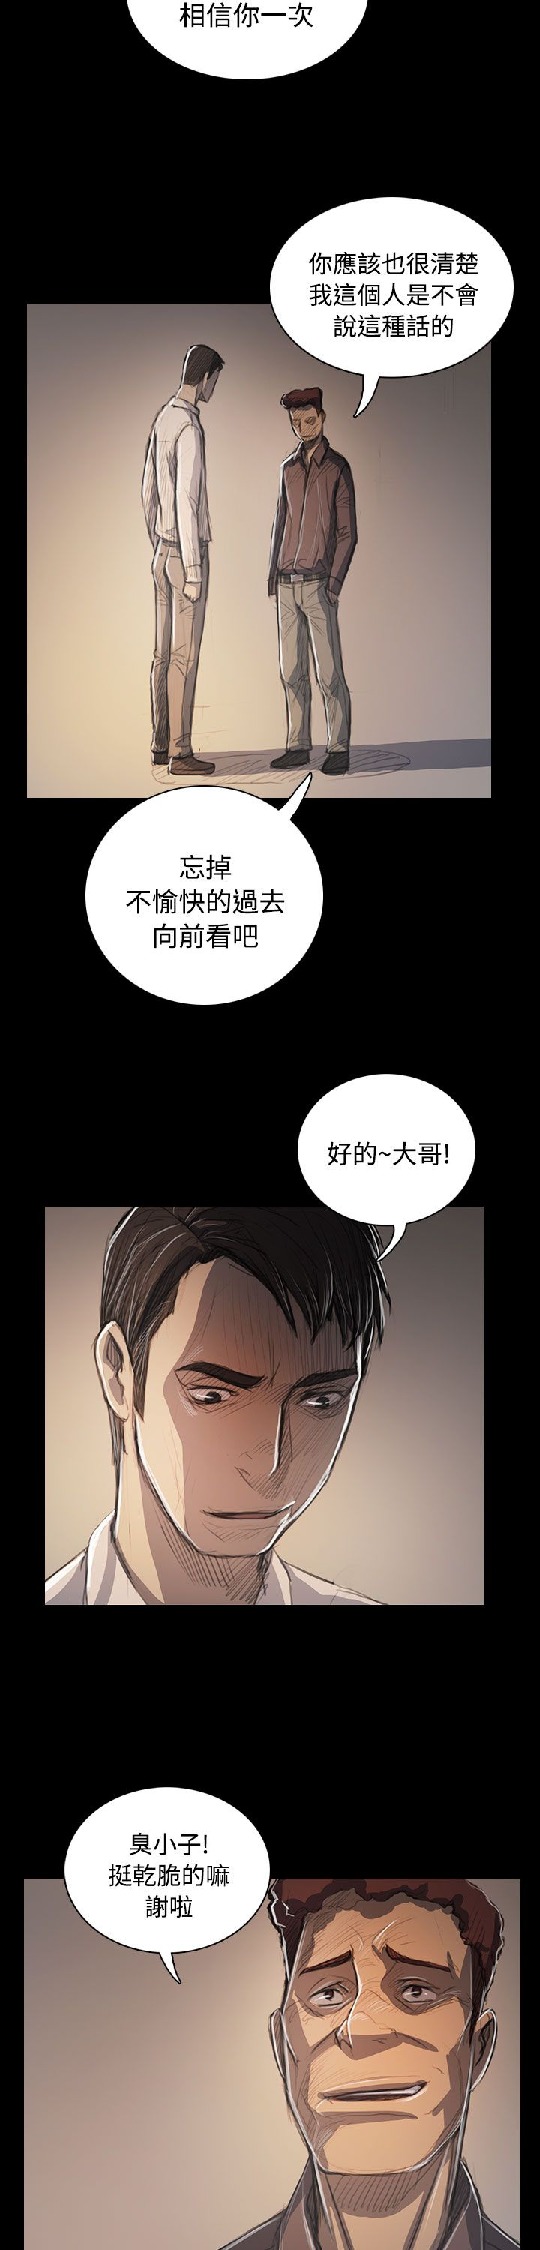 相信你一次
你應該也很清楚
我這個人是不會
說這種話的
忘掉
不愉快的過去
向前看吧
好的~大哥!
臭小子!
挺乾脆的嘛
謝啦